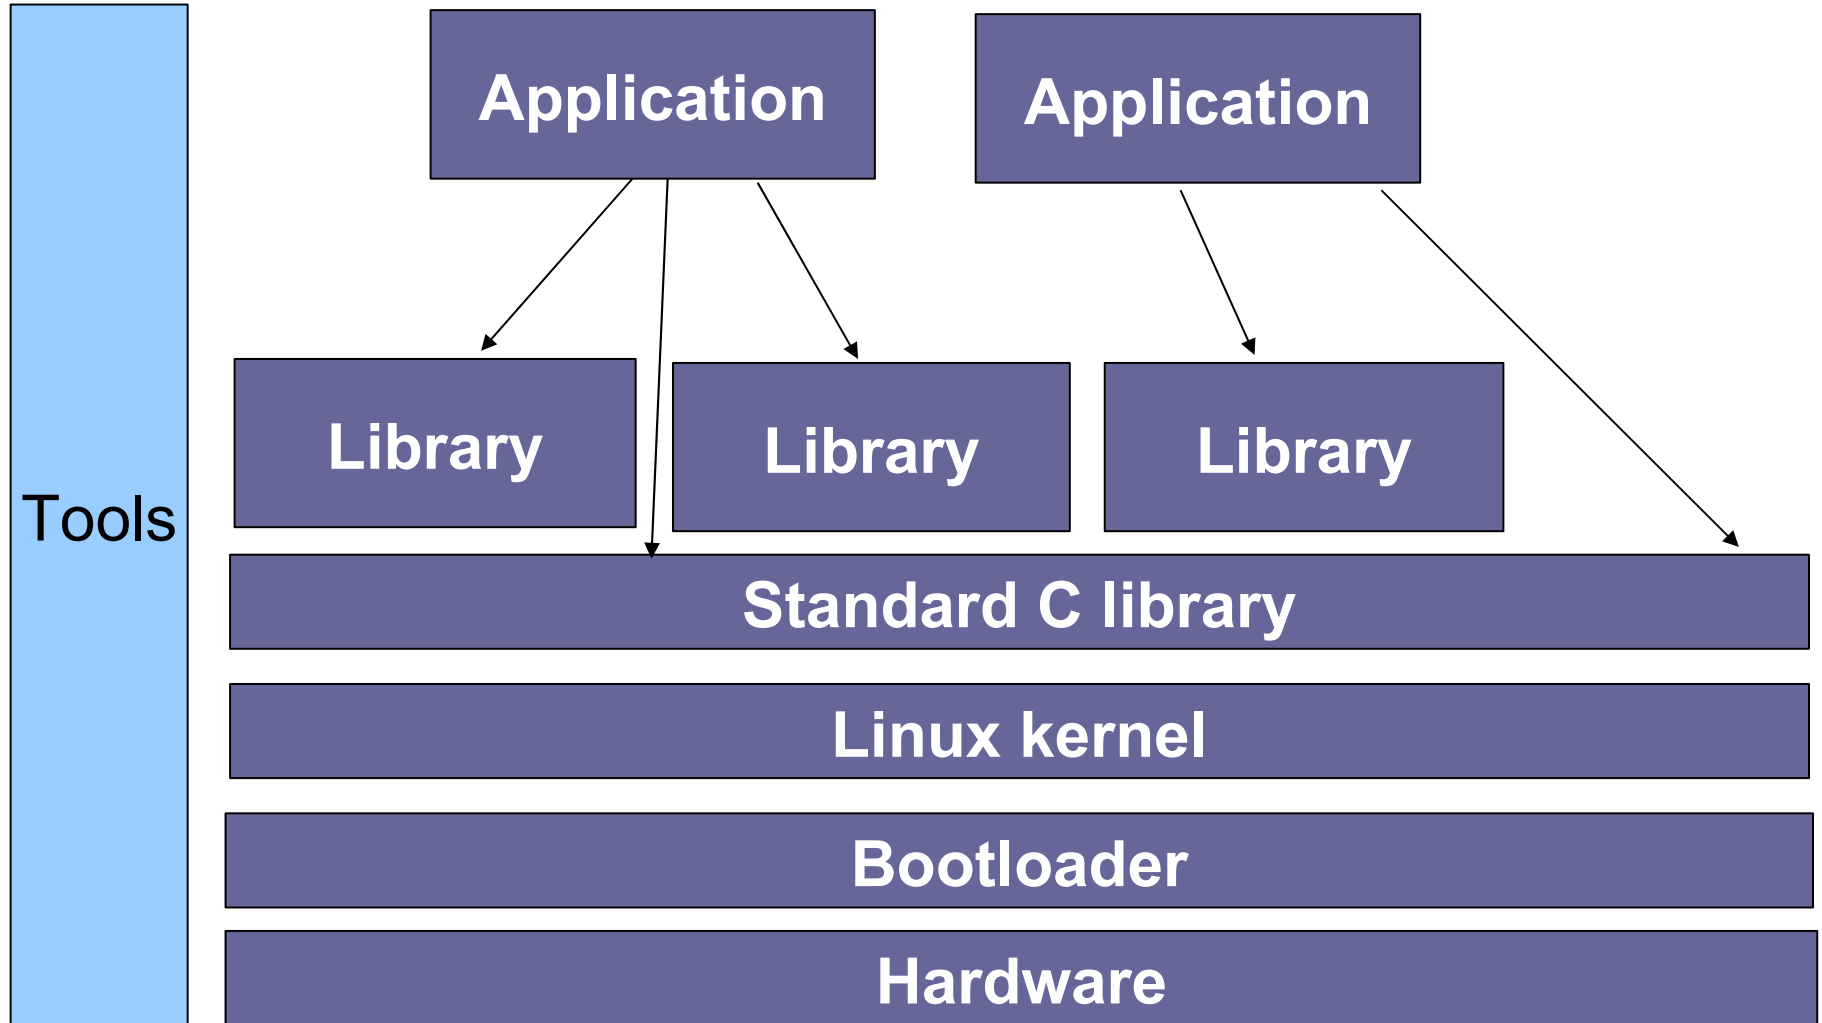 Application
Application
Library
Library
Library
Tools
Standard C library
Linux kernel
Bootloader
Hardware